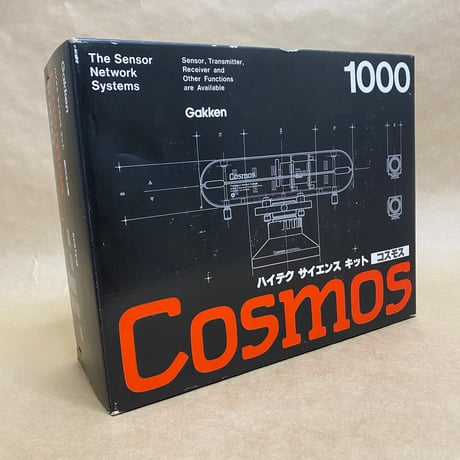 The Sensor
Network
Systems
Sensor, Transmitter,
Receiver and
Other Functions
are Available
1000
Gakken
Gakken
Cosmos
ハイテク サイエンス キット コスモス
Cosmos